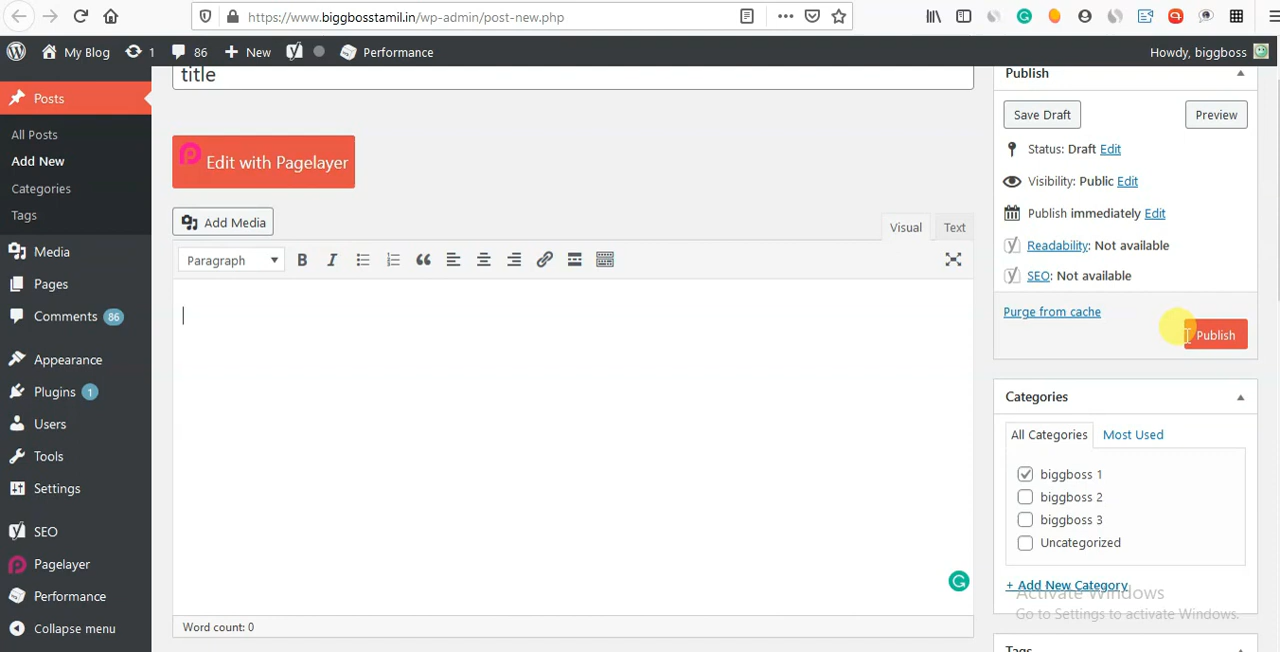 https://www.biggbosstamil.in/wp-admin/post-new.php
My Blog 1 86 New Performance Howdy, biggboss
Posts
All Posts
Add New
Categories
Tags
Media
Pages
Comments 86
Appearance
Plugins 1
Users
Tools
Settings
SEO
Pagelayer
Performance
Collapse menu
title
Edit with Pagelayer
Add Media
Visual Text
Paragraph B I
Word count: 0
Publish
Save Draft Preview
Status: Draft Edit
Visibility: Public Edit
Publish immediately Edit
Readability: Not available
SEO: Not available
Purge from cache
Publish
Categories
All Categories Most Used
biggboss 1
biggboss 2
biggboss 3
Uncategorized
+ Add New Category
Activate Windows
Go to Settings to activate Windows.
Tags